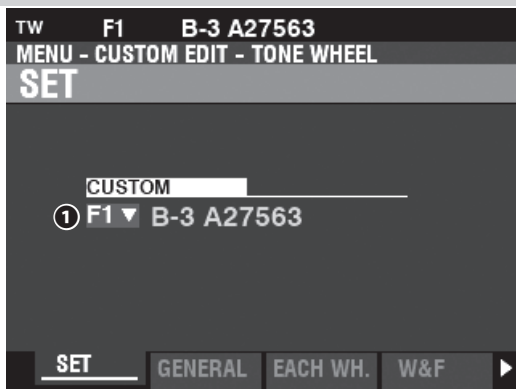 TW F1 B-3 A27563
MENU - CUSTOM EDIT - TONE WHEEL
SET
CUSTOM
1 F1 ▼ B-3 A27563
SET GENERAL EACH WH. W&F ▶